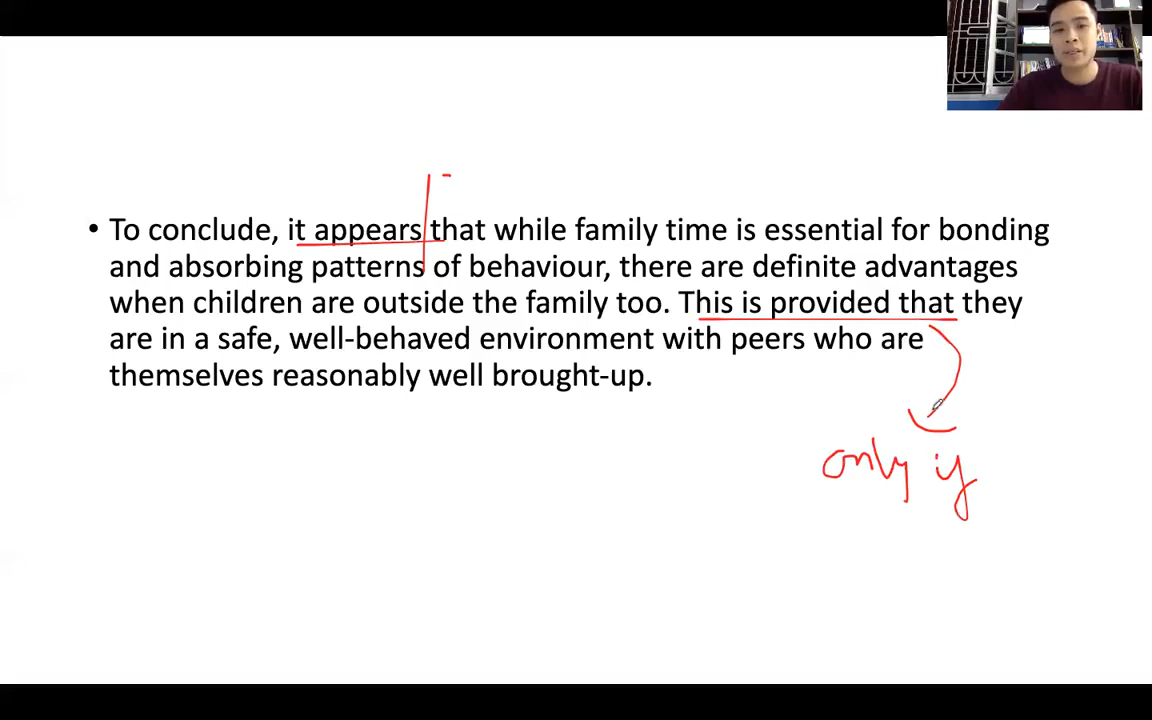 • To conclude, it appears that while family time is essential for bonding
and absorbing patterns of behaviour, there are definite advantages
when children are outside the family too. This is provided that they
are in a safe, well-behaved environment with peers who are
themselves reasonably well brought-up.
only if